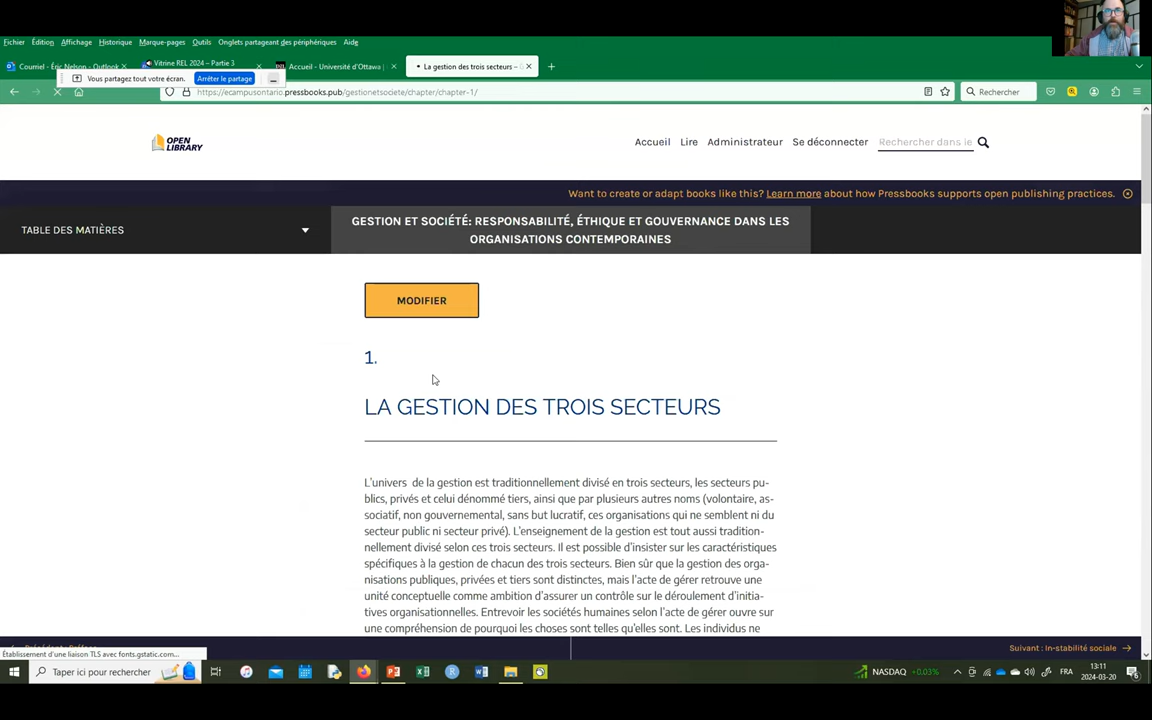 Fichier Édition Affichage Historique Marque-pages Outils Onglets partageant des périphériques Aide
Courriel - Éric Nelson - Outlook
Vitrine REL 2024 – Partie 3
Accueil - Université d'Ottawa |
La gestion des trois secteurs –
Vous partagez tout votre écran. Arrêter le partage
https://ecampusontario.pressbooks.pub/gestionetsociete/chapter/chapter-1/
Rechercher
OPEN
LIBRARY
Accueil Lire Administrateur Se déconnecter Rechercher dans le
Want to create or adapt books like this? Learn more about how Pressbooks supports open publishing practices.
TABLE DES MATIÈRES
GESTION ET SOCIÉTÉ: RESPONSABILITÉ, ÉTHIQUE ET GOUVERNANCE DANS LES
ORGANISATIONS CONTEMPORAINES
MODIFIER
1.
LA GESTION DES TROIS SECTEURS
L'univers de la gestion est traditionnellement divisé en trois secteurs, les secteurs pu-
blics, privés et celui dénommé tiers, ainsi que par plusieurs autres noms (volontaire, as-
sociatif, non gouvernemental, sans but lucratif, ces organisations qui ne semblent ni du
secteur public ni secteur privé). L'enseignement de la gestion est tout aussi tradition-
nellement divisé selon ces trois secteurs. Il est possible d'insister sur les caractéristiques
spécifiques à la gestion de chacun des trois secteurs. Bien sûr que la gestion des orga-
nisations publiques, privées et tiers sont distinctes, mais l'acte de gérer retrouve une
unité conceptuelle comme ambition d'assurer un contrôle sur le déroulement d'initia-
tives organisationnelles. Entrevoir les sociétés humaines selon l'acte de gérer ouvre sur
une compréhension de pourquoi les choses sont telles qu'elles sont. Les individus ne
Suivant : In-stabilité sociale →
Établissement d'une liaison TLS avec fonts.gstatic.com...
Taper ici pour rechercher
NASDAQ +0,03%
FRA
13:11
2024-03-20